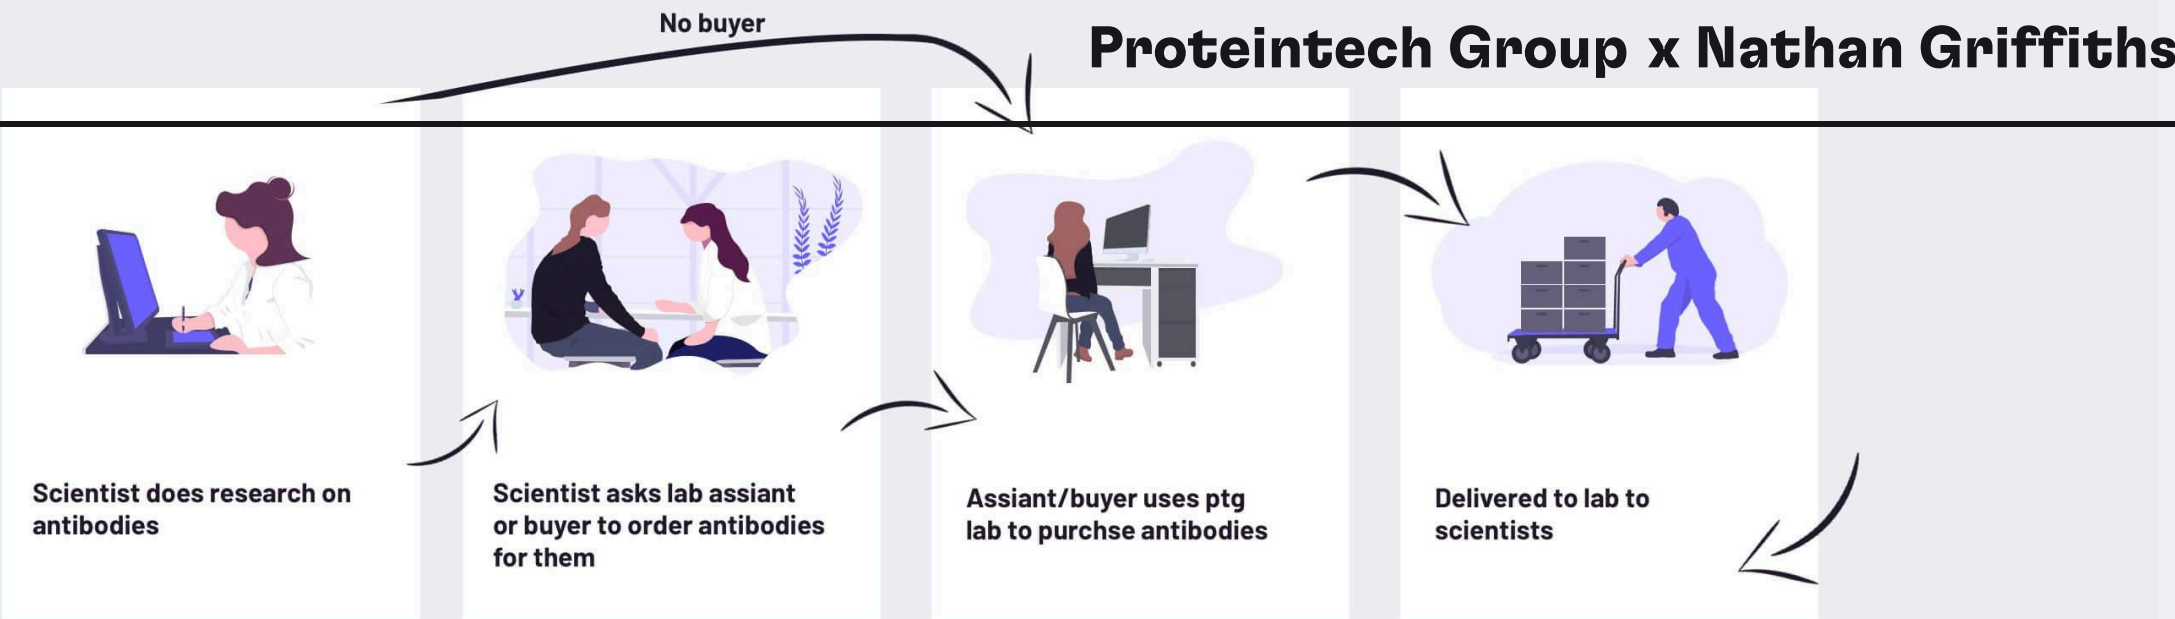 No buyer
Proteintech Group x Nathan Griffiths
Scientist does research on
antibodies
Scientist asks lab assiant
or buyer to order antibodies
for them
Assiant/buyer uses ptg
lab to purchse antibodies
Delivered to lab to
scientists